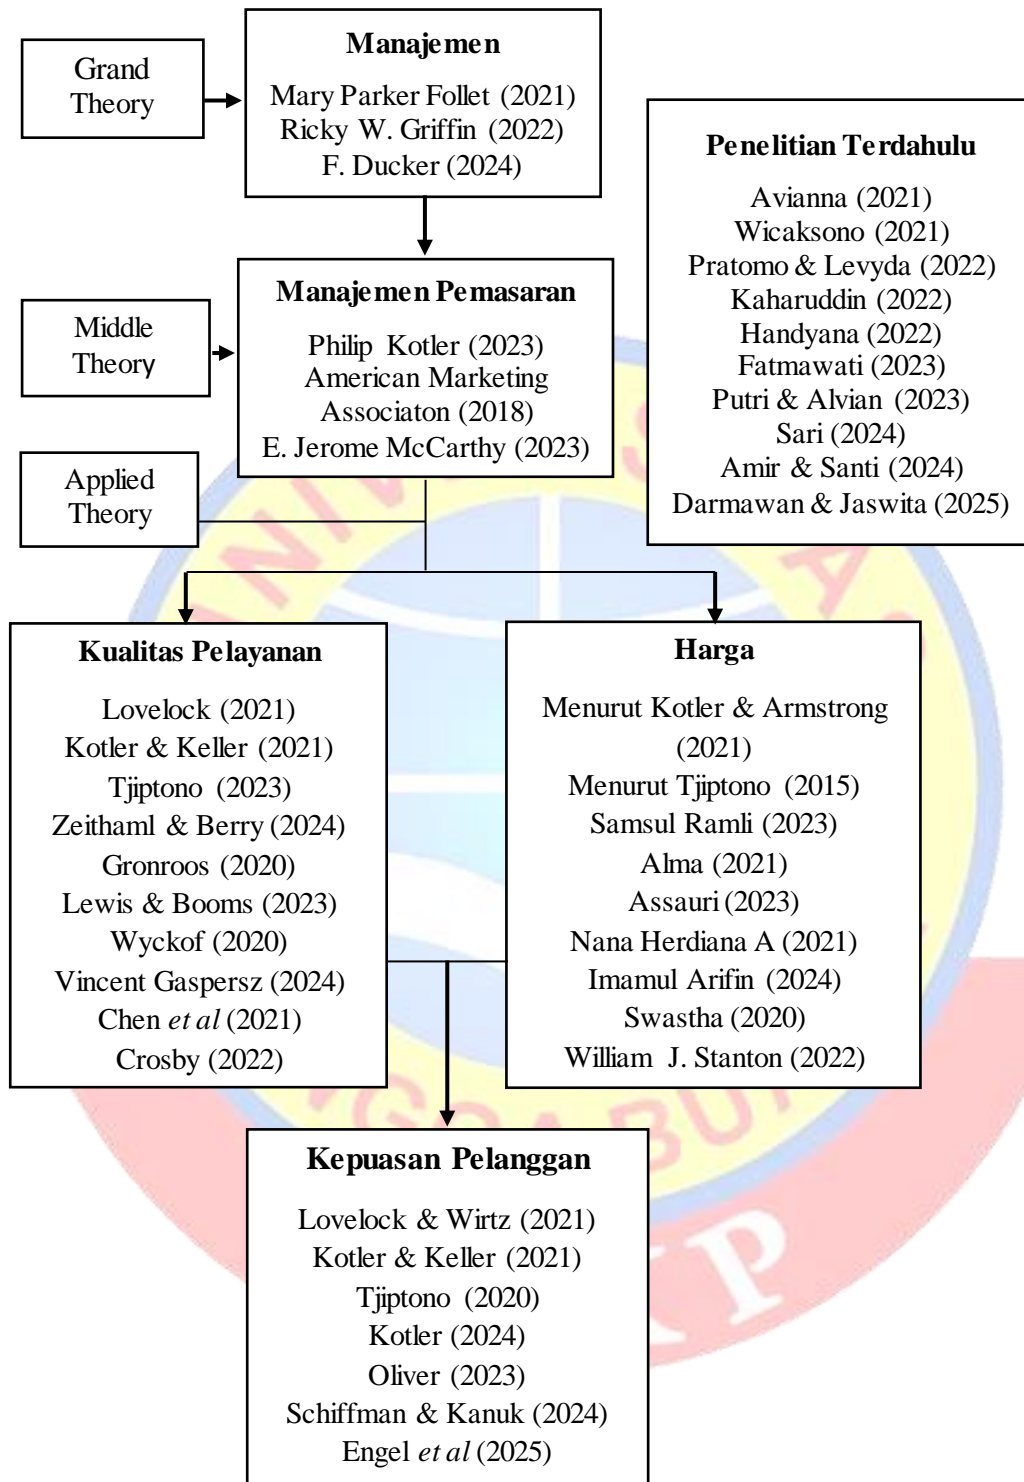 Grand
Theory
Manajemen
Mary Parker Follet (2021)
Ricky W. Griffin (2022)
F. Ducker (2024)
Penelitian Terdahulu
Avianna (2021)
Wicaksono (2021)
Pratomo & Levyda (2022)
Kaharuddin (2022)
Handyana (2022)
Fatmawati (2023)
Putri & Alvian (2023)
Sari (2024)
Amir & Santi (2024)
Darmawan & Jaswita (2025)
Middle
Theory
Manajemen Pemasaran
Philip Kotler (2023)
American Marketing
Associaton (2018)
E. Jerome McCarthy (2023)
Applied
Theory
Kualitas Pelayanan
Lovelock (2021)
Kotler & Keller (2021)
Tjiptono (2023)
Zeithaml & Berry (2024)
Gronroos (2020)
Lewis & Booms (2023)
Wyckof (2020)
Vincent Gaspersz (2024)
Chen et al (2021)
Crosby (2022)
Harga
Menurut Kotler & Armstrong
(2021)
Menurut Tjiptono (2015)
Samsul Ramli (2023)
Alma (2021)
Assauri (2023)
Nana Herdiana A (2021)
Imamul Arifin (2024)
Swastha (2020)
William J. Stanton (2022)
Kepuasan Pelanggan
Lovelock & Wirtz (2021)
Kotler & Keller (2021)
Tjiptono (2020)
Kotler (2024)
Oliver (2023)
Schiffman & Kanuk (2024)
Engel et al (2025)